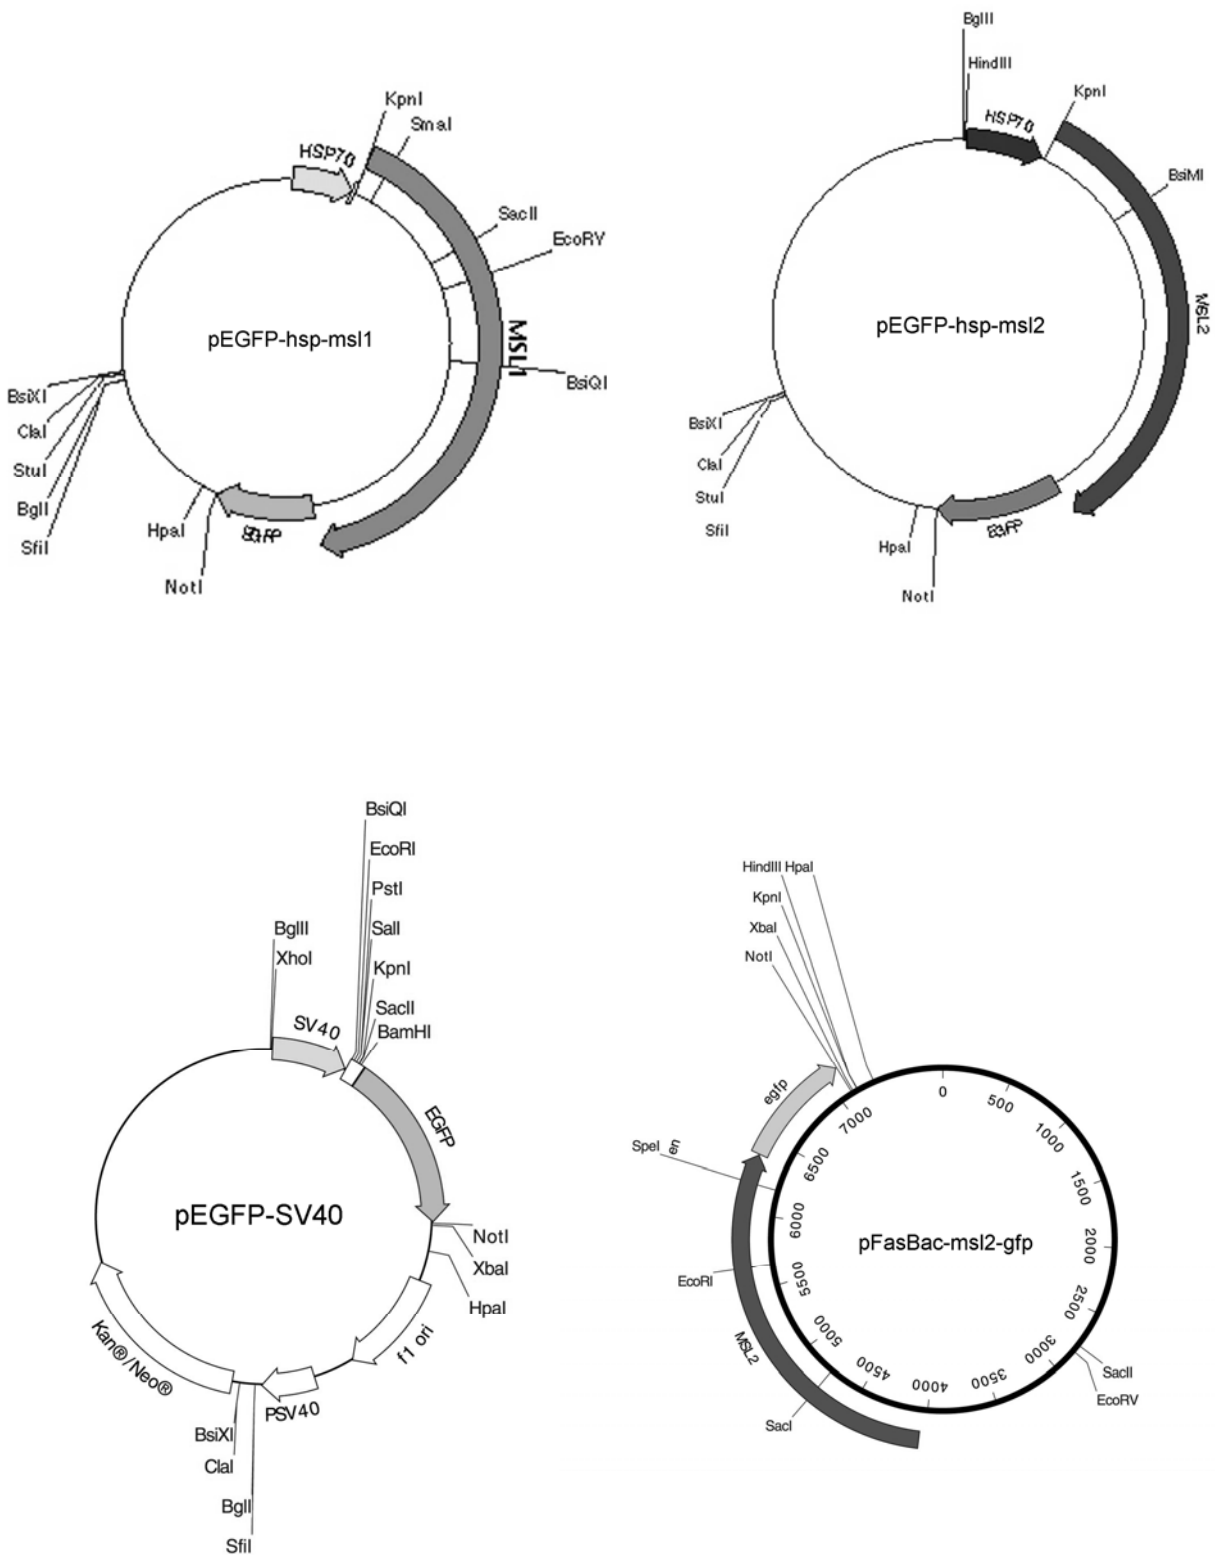 KpnI
SmaI
HSP70
SacII
EcoRV
pEGFP-hsp-msl1
MSL1
BsiQI
BsiXI
ClaI
StuI
BglI
SfiI
HpaI
NotI
BglII
HindIII
KpnI
HSP70
BsiMI
pEGFP-hsp-msl2
MSL2
BsiXI
ClaI
StuI
SfiI
EGFP
HpaI
NotI
BsiQI
EcoRI
PstI
SalI
KpnI
SacII
BamHI
BglII
XhoI
SV40
EGFP
pEGFP-SV40
NotI
XbaI
HpaI
f1 ori
PSV40
Kan®/Neo®
BsiXI
ClaI
BglI
SfiI
HindIII HpaI
KpnI
XbaI
NotI
egfp
SpeI
en
0
500
1000
1500
2000
2500
3000
3500
4000
4500
5000
5500
6000
6500
7000
pFasBac-msl2-gfp
EcoRI
MSL2
SacI
SacII
EcoRV